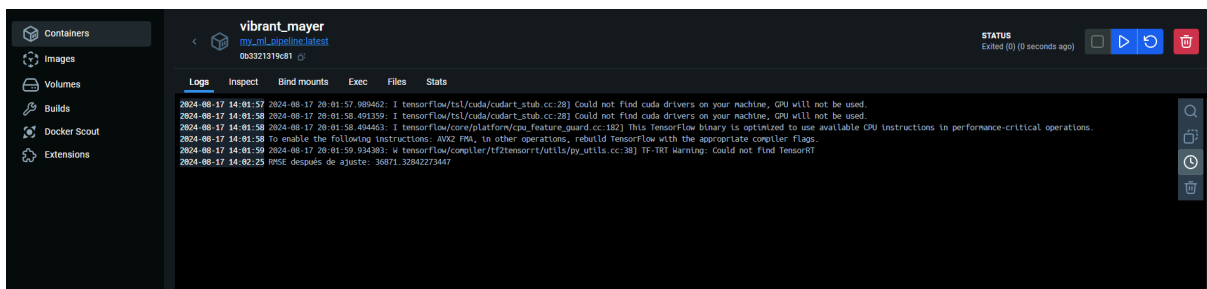 Containers
Images
Volumes
Builds
Docker Scout
Extensions
vibrant_mayer
my_ml_pipeline:latest
0b3321319c81
STATUS
Exited (0) (0 seconds ago)
Logs Inspect Bind mounts Exec Files Stats
2024-08-17 14:01:57 2024-08-17 20:01:57.989462: I tensorflow/tsl/cuda/cudart_stub.cc:28] Could not find cuda drivers on your machine, GPU will not be used.
2024-08-17 14:01:58 2024-08-17 20:01:58.491359: I tensorflow/tsl/cuda/cudart_stub.cc:28] Could not find cuda drivers on your machine, GPU will not be used.
2024-08-17 14:01:58 2024-08-17 20:01:58.494463: I tensorflow/core/platform/cpu_feature_guard.cc:182] This TensorFlow binary is optimized to use available CPU instructions in performance-critical operations.
2024-08-17 14:01:58 To enable the following instructions: AVX2 FMA, in other operations, rebuild TensorFlow with the appropriate compiler flags.
2024-08-17 14:01:59 2024-08-17 20:01:59.934303: W tensorflow/compiler/tf2tensorrt/utils/py_utils.cc:38] TF-TRT Warning: Could not find TensorRT
2024-08-17 14:02:25 RMSE después de ajuste: 36871.32842273447